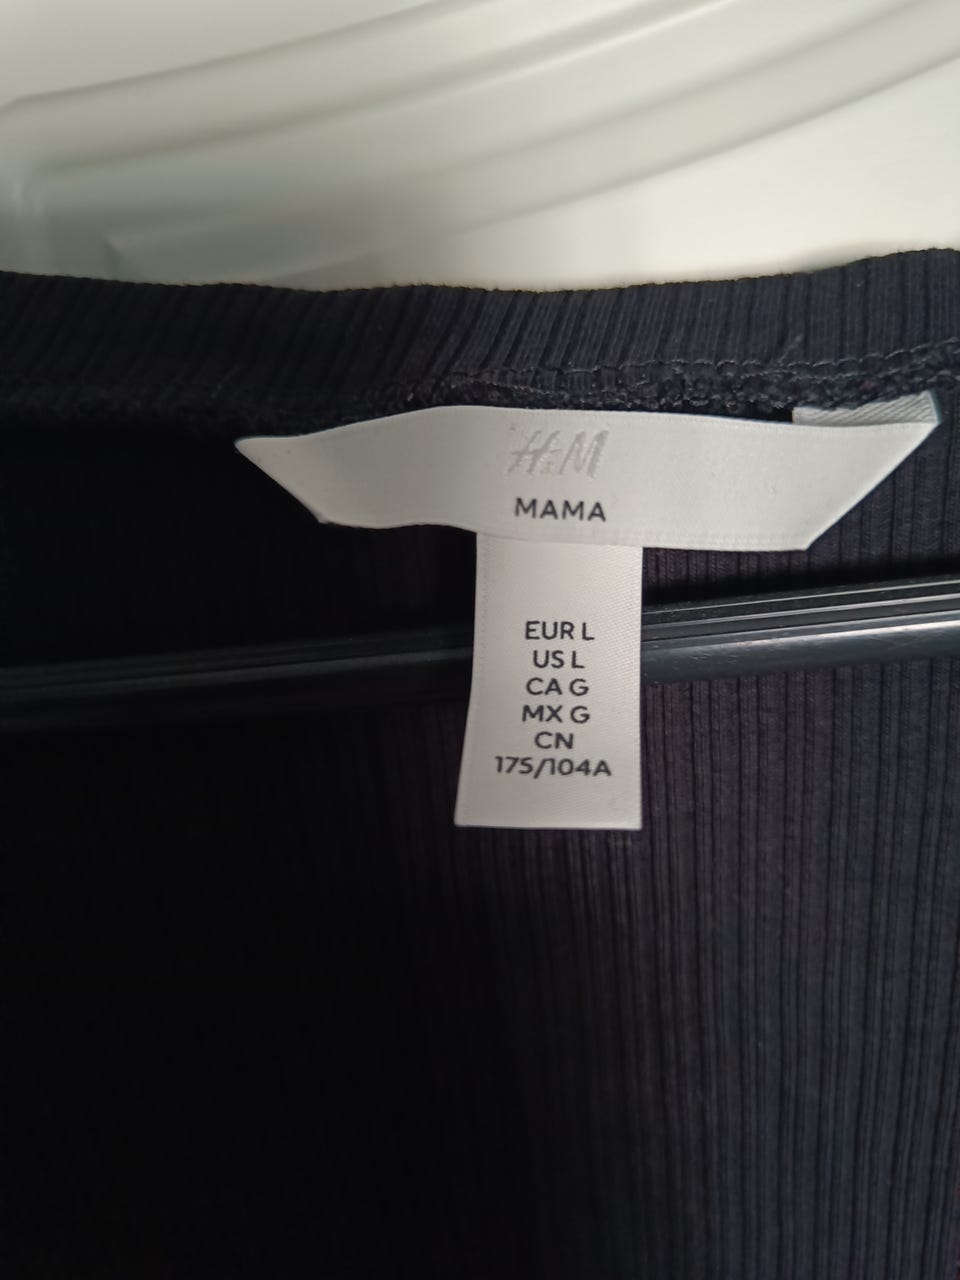 H&M
MAMA
EUR L
US L
CA G
MX G
CN
175/104A